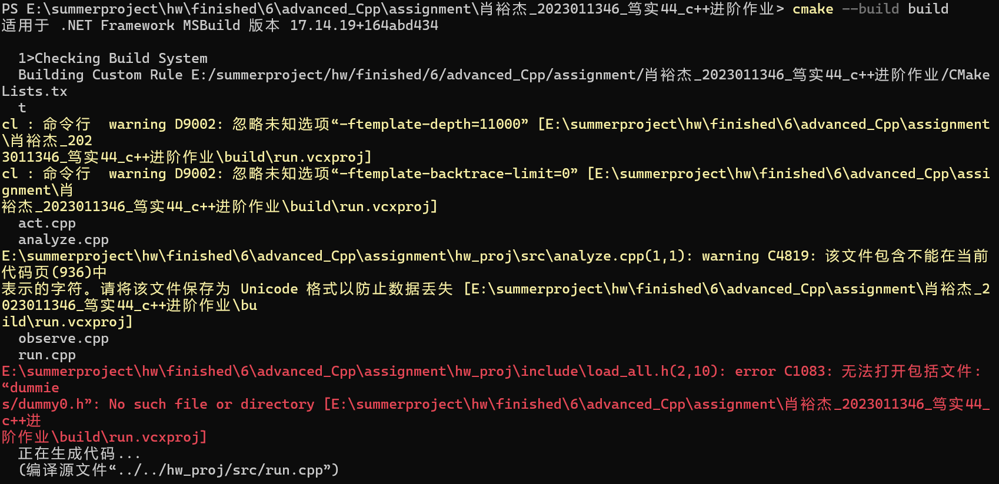 PS E:\summerproject\hw\finished\6\advanced_Cpp\assignment\肖裕杰_2023011346_笃实44_c++进阶作业> cmake --build build
适用于 .NET Framework MSBuild 版本 17.14.19+164abd434
1>Checking Build System
Building Custom Rule E:/summerproject/hw/finished/6/advanced_Cpp/assignment/肖裕杰_2023011346_笃实44_c++进阶作业/CMake
Lists.tx
t
cl : 命令行  warning D9002: 忽略未知选项“-ftemplate-depth=11000” [E:\summerproject\hw\finished\6\advanced_Cpp\assignment
\肖裕杰_202
3011346_笃实44_c++进阶作业\build\run.vcxproj]
cl : 命令行  warning D9002: 忽略未知选项“-ftemplate-backtrace-limit=0” [E:\summerproject\hw\finished\6\advanced_Cpp\assi
gnment\肖
裕杰_2023011346_笃实44_c++进阶作业\build\run.vcxproj]
act.cpp
analyze.cpp
E:\summerproject\hw\finished\6\advanced_Cpp\assignment\hw_proj\src\analyze.cpp(1,1): warning C4819: 该文件包含不能在当前
代码页(936)中
表示的字符。请将该文件保存为 Unicode 格式以防止数据丢失 [E:\summerproject\hw\finished\6\advanced_Cpp\assignment\肖裕杰_2
023011346_笃实44_c++进阶作业\bu
ild\run.vcxproj]
observe.cpp
run.cpp
E:\summerproject\hw\finished\6\advanced_Cpp\assignment\hw_proj\include\load_all.h(2,10): error C1083: 无法打开包括文件:
“dummie
s/dummy0.h”: No such file or directory [E:\summerproject\hw\finished\6\advanced_Cpp\assignment\肖裕杰_2023011346_笃实44_
c++进
阶作业\build\run.vcxproj]
正在生成代码...
(编译源文件“../../hw_proj/src/run.cpp”)